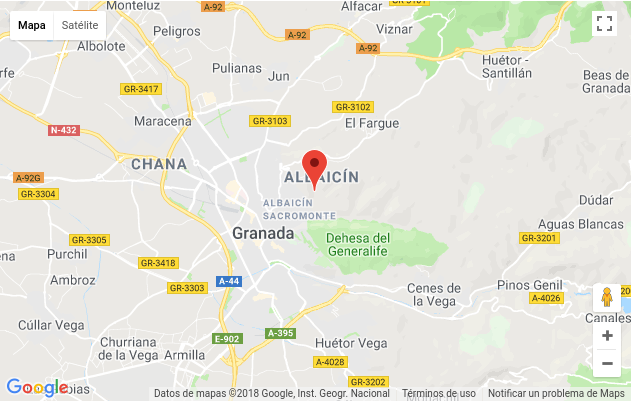 Monteluz
A-92
Alfacar
GR-3101
Mapa
Satélite
Peligros
Viznar
Albolote
A-92
A-92
Pulianas
Jun
Huétor-
Santillán
Beas de
Granada
GR-3417
GR-3102
Maracena
GR-3103
El Fargue
N-432
CHANA
ALBAICÍN
A-92G
GR-3304
ALBAICÍN
SACROMONTE
Dúdar
Aguas Blancas
GR-3305
Granada
Dehesa del
Generalife
GR-3201
Purchil
GR-3418
Ambroz
A-44
GR-3303
Cenes de
la Vega
Pinos Genil
A-4026
Canales
Cúllar Vega
E-902
A-395
Churriana
de la Vega
Armilla
Huétor Vega
A-4028
GR-3202
Google
Datos de mapas ©2018 Google, Inst. Geogr. Nacional
Términos de uso
Notificar un problema de Maps